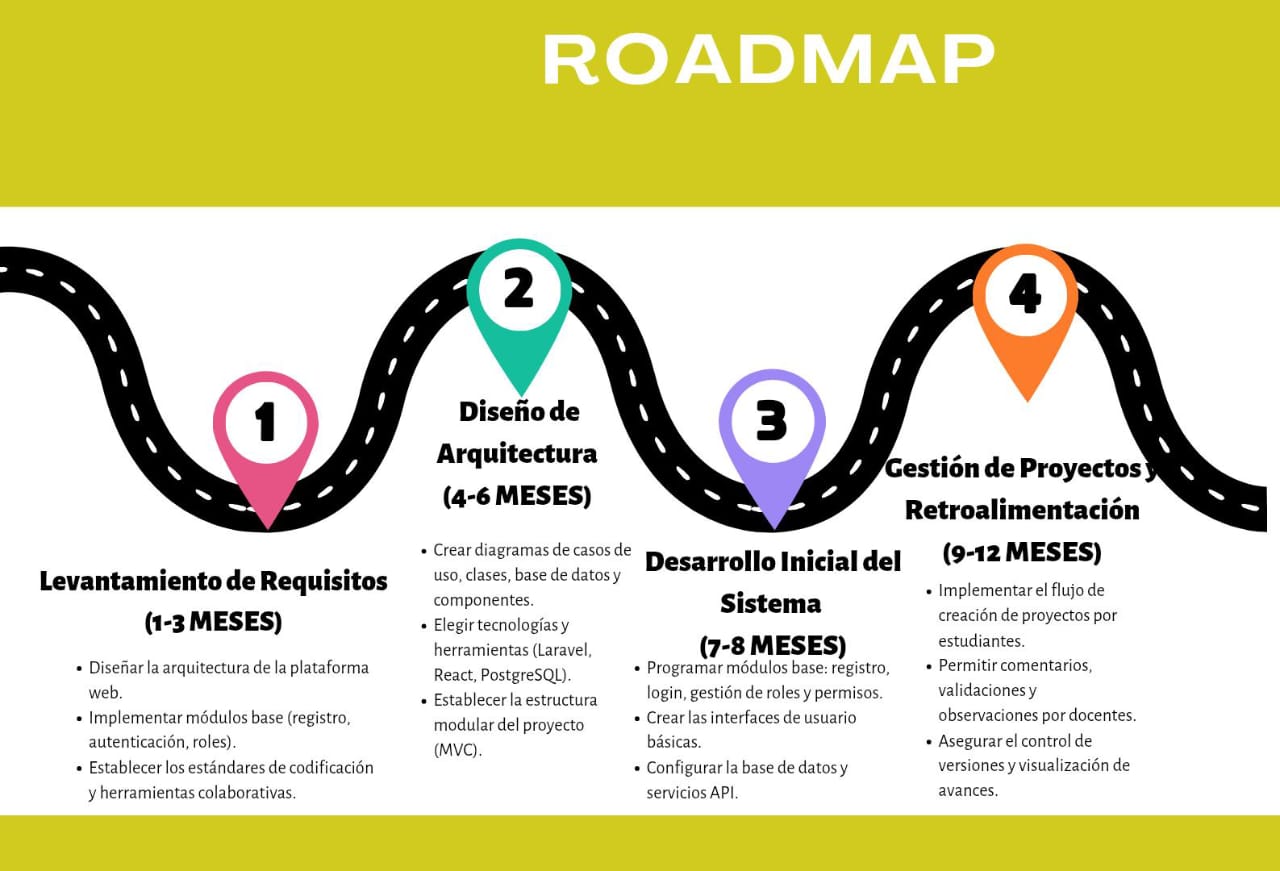 ROADMAP
1
Levantamiento de Requisitos
(1-3 MESES)
• Diseñar la arquitectura de la plataforma
web.
• Implementar módulos base (registro,
autenticación, roles).
• Establecer los estándares de codificación
y herramientas colaborativas.
2
Diseño de
Arquitectura
(4-6 MESES)
• Crear diagramas de casos de
uso, clases, base de datos y
componentes.
• Elegir tecnologías y
herramientas (Laravel,
React, PostgreSQL).
• Establecer la estructura
modular del proyecto
(MVC).
3
Desarrollo Inicial del
Sistema
(7-8 MESES)
• Programar módulos base: registro,
login, gestión de roles y permisos.
• Crear las interfaces de usuario
básicas.
• Configurar la base de datos y
servicios API.
4
Gestión de Proyectos y
Retroalimentación
(9-12 MESES)
• Implementar el flujo de
creación de proyectos por
estudiantes.
• Permitir comentarios,
validaciones y
observaciones por docentes.
• Asegurar el control de
versiones y visualización de
avances.